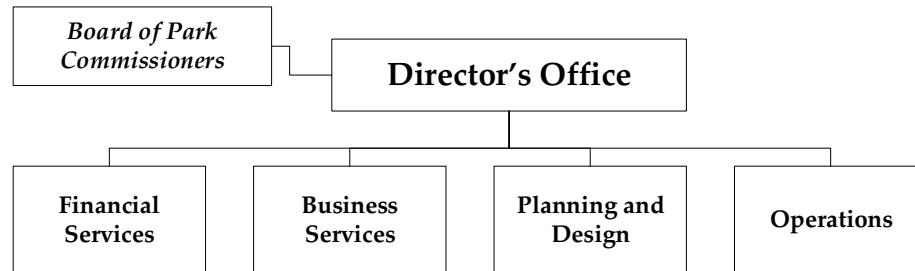 Board of Park
Commissioners
Director’s Office
Financial
Services
Business
Services
Planning and
Design
Operations